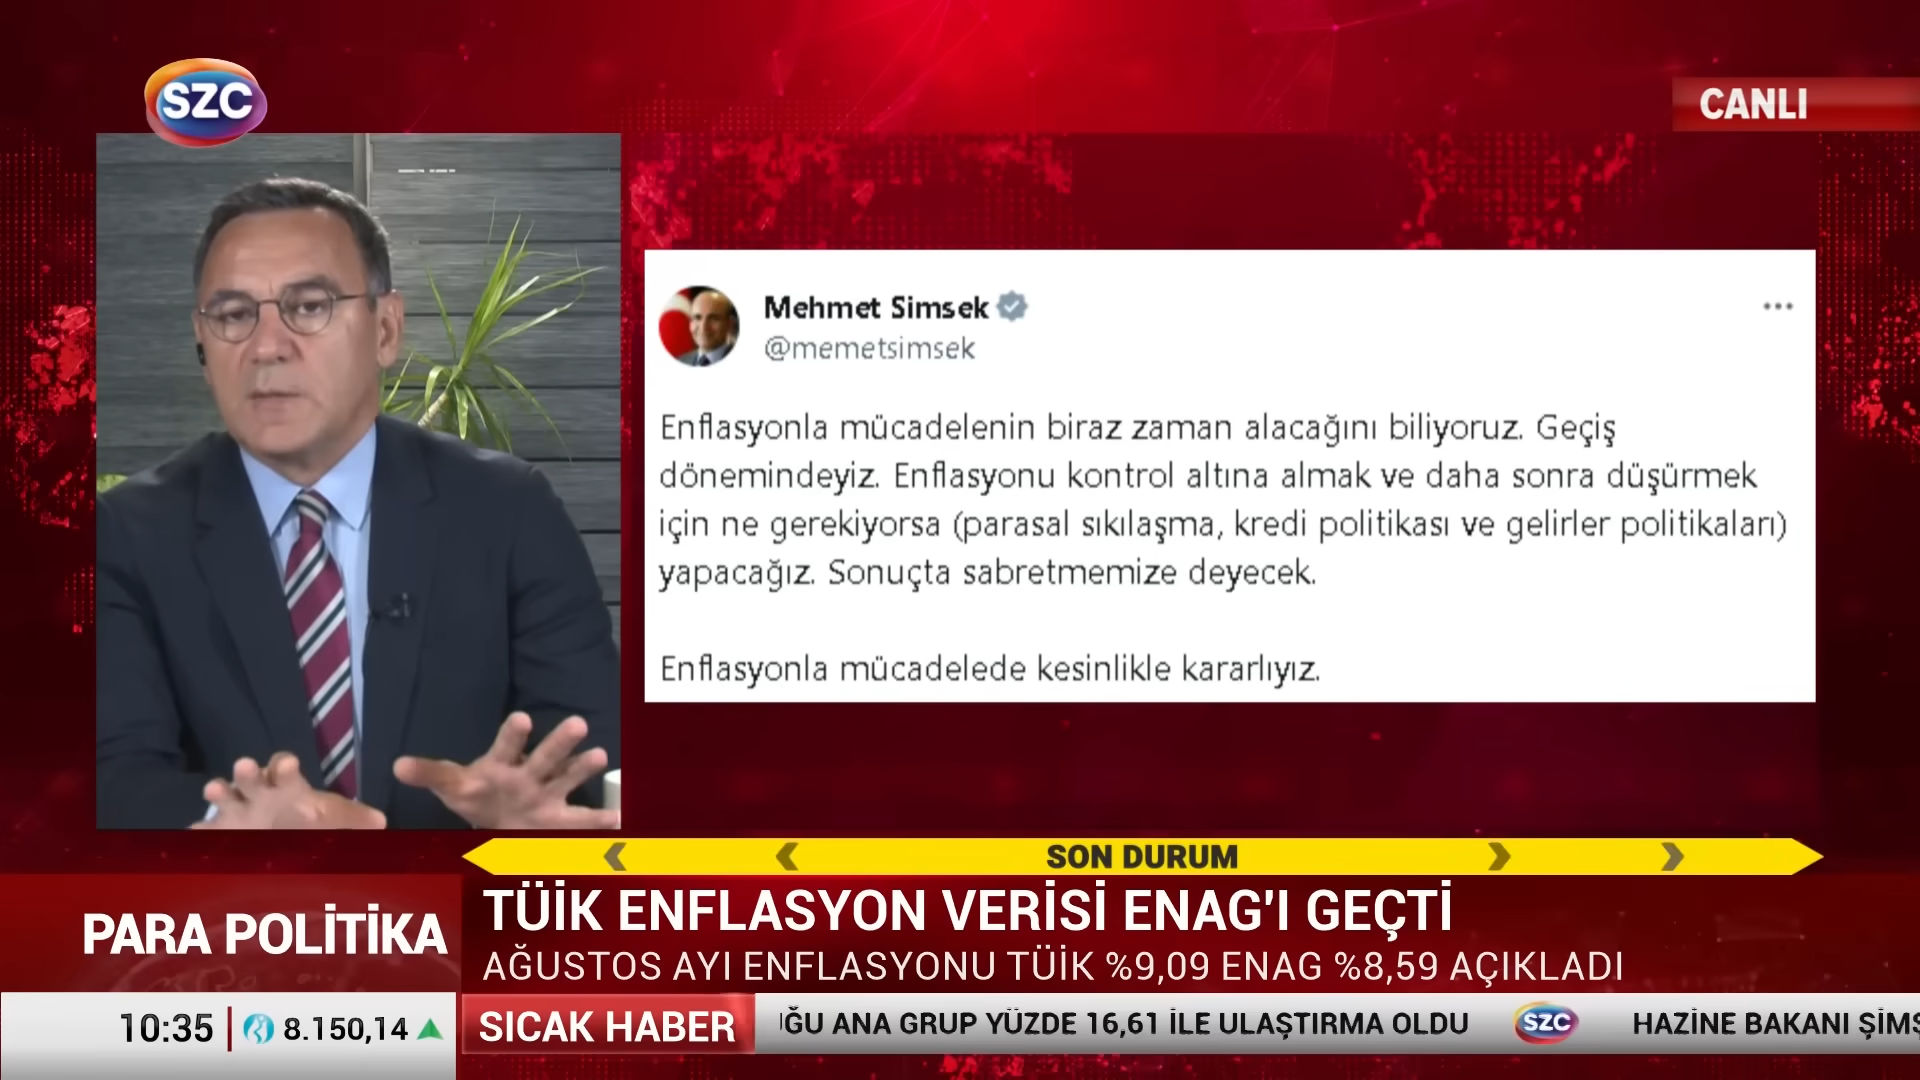 SZC
CANLI
Mehmet Simsek
@memetsimsek
Enflasyonla mücadelenin biraz zaman alacağını biliyoruz. Geçiş
dönemindeyiz. Enflasyonu kontrol altına almak ve daha sonra düşürmek
için ne gerekiyorsa (parasal sıkılaşma, kredi politikası ve gelirler politikaları)
yapacağız. Sonuçta sabretmemize deyecek.
Enflasyonla mücadelede kesinlikle kararlıyız.
SON DURUM
PARA POLİTİKA
TÜİK ENFLASYON VERİSİ ENAG'I GEÇTİ
AĞUSTOS AYI ENFLASYONU TÜİK %9,09 ENAG %8,59 AÇIKLADI
10:35 8.150,14
SICAK HABER
ĞU ANA GRUP YÜZDE 16,61 İLE ULAŞTIRMA OLDU SZC HAZİNE BAKANI ŞİMŞ